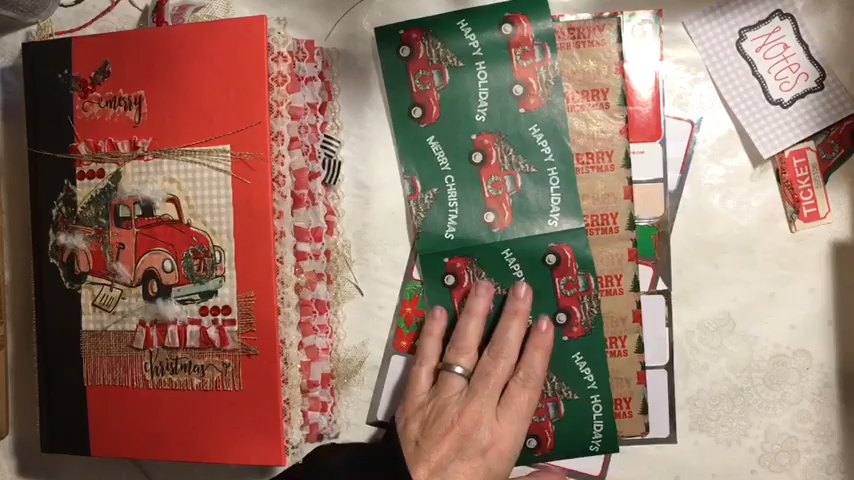 merry
Christmas
HAPPY HOLIDAYS
HAPPY HOLIDAYS
MERRY CHRISTMAS
HAPPY
HAPPY HOLIDAYS
MERRY
CHRISTMAS
MERRY
CHRISTMAS
MERRY
CHRISTMAS
MERRY
CHRISTMAS
Notes
TICKET